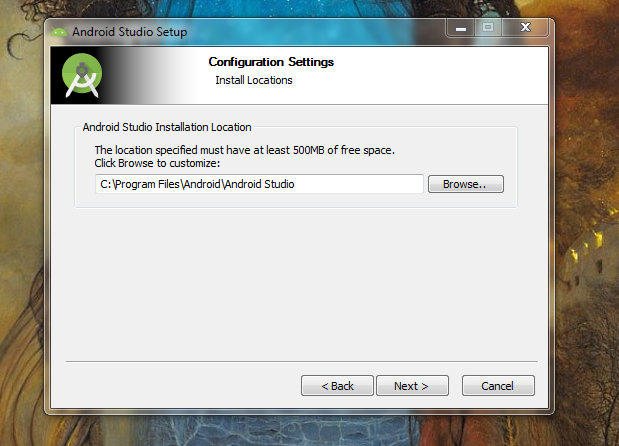 Android Studio Setup
Configuration Settings
Install Locations
Android Studio Installation Location
The location specified must have at least 500MB of free space.
Click Browse to customize:
C:\Program Files\Android\Android Studio
Browse..
< Back
Next >
Cancel